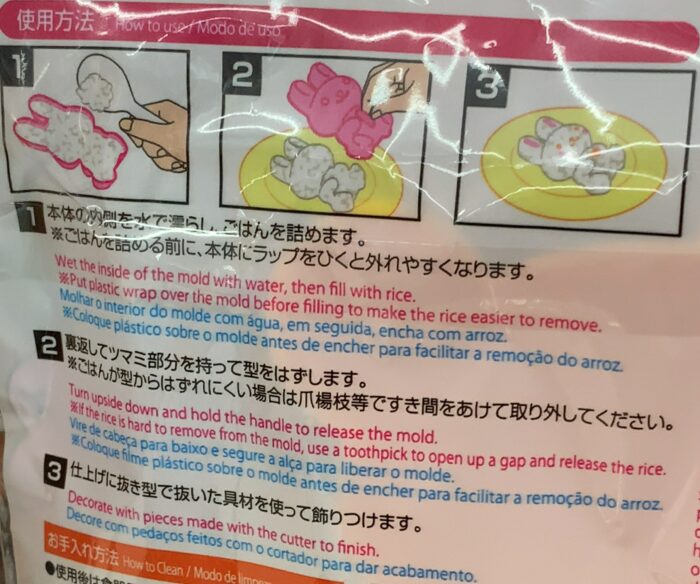 使用方法 How to use / Modo de uso
1
2
3
1 本体の内側を水で濡らし、ごはんを詰めます。
※ごはんを詰める前に、本体にラップをひくと外れやすくなります。
Wet the inside of the mold with water, then fill with rice.
※Put plastic wrap over the mold before filling to make the rice easier to remove.
Molhar o interior do molde com água, em seguida, encha com arroz.
※Coloque plástico sobre o molde antes de encher para facilitar a remoção do arroz.
2 裏返してツマミ部分を持って型をはずします。
※ごはんが型からはずれにくい場合は爪楊枝等ですき間をあけて取り外してください。
Turn upside down and hold the handle to release the mold.
※If the rice is hard to remove from the mold, use a toothpick to open up a gap and release the rice.
Vire de cabeça para baixo e segure a alça para liberar o molde.
※Coloque filme plástico sobre o molde antes de encher para facilitar a remoção do arroz.
3 仕上げに抜き型で抜いた具材を使って飾りつけます。
Decorate with pieces made with the cutter to finish.
Decore com pedaços feitos com o cortador para dar acabamento.
お手入れ方法 How to Clean / Modo de
●使用後は食器